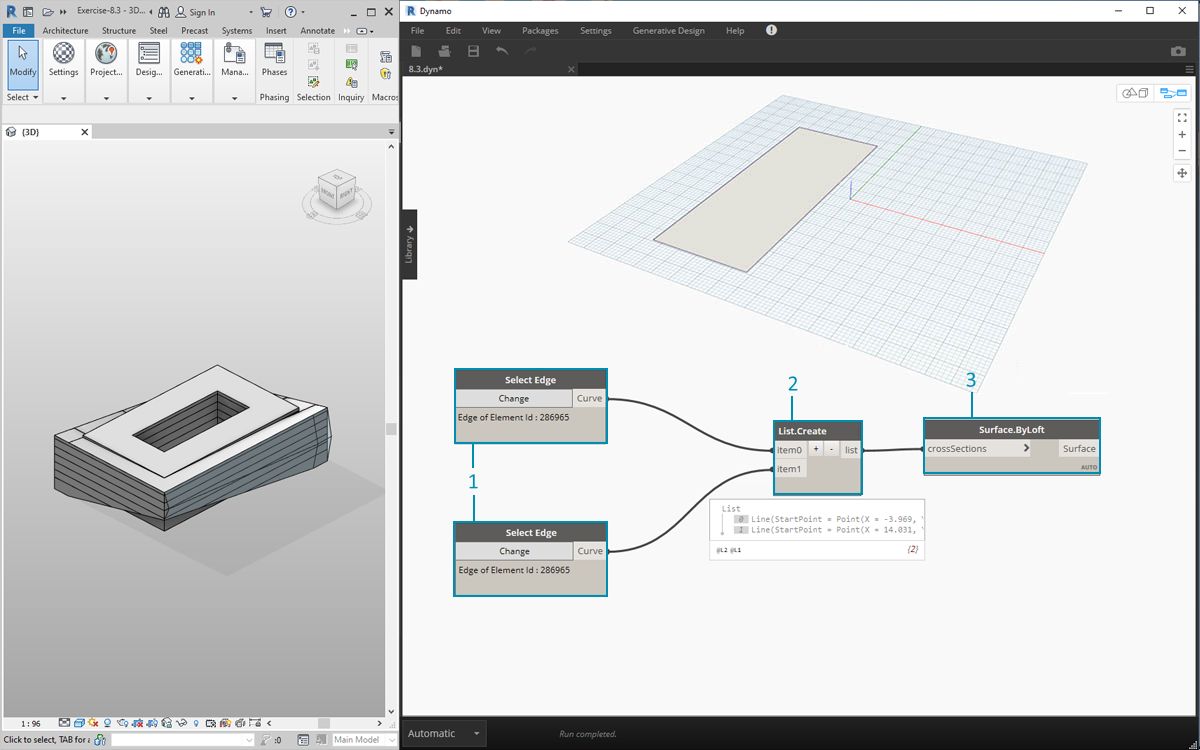 Exercise-8.3 - 3D...
Sign In
File Architecture Structure Steel Precast Systems Insert Annotate
Modify Settings Project... Desig... Generati... Mana... Phases
Select Phasing Selection Inquiry Macros
{3D}
TOP
FRONT RIGHT
1 : 96
Click to select, TAB for a
:0
Main Model
Dynamo
File Edit View Packages Settings Generative Design Help
8.3.dyn*
Library
Select Edge
Change Curve
Edge of Element Id : 286965
1
Select Edge
Change Curve
Edge of Element Id : 286965
2
List.Create
item0 + - list
item1
List
0 Line(StartPoint = Point(X = -3.969, '
1 Line(StartPoint = Point(X = 14.031, '
@L2 @L1 {2}
3
Surface.ByLoft
crossSections > Surface
AUTO
Automatic
Run completed.